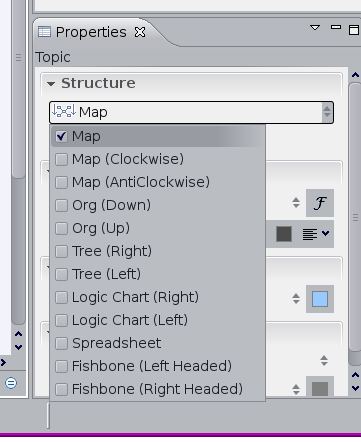 Properties
Topic
Structure
Map
Map
Map (Clockwise)
Map (AntiClockwise)
Org (Down)
Org (Up)
Tree (Right)
Tree (Left)
Logic Chart (Right)
Logic Chart (Left)
Spreadsheet
Fishbone (Left Headed)
Fishbone (Right Headed)